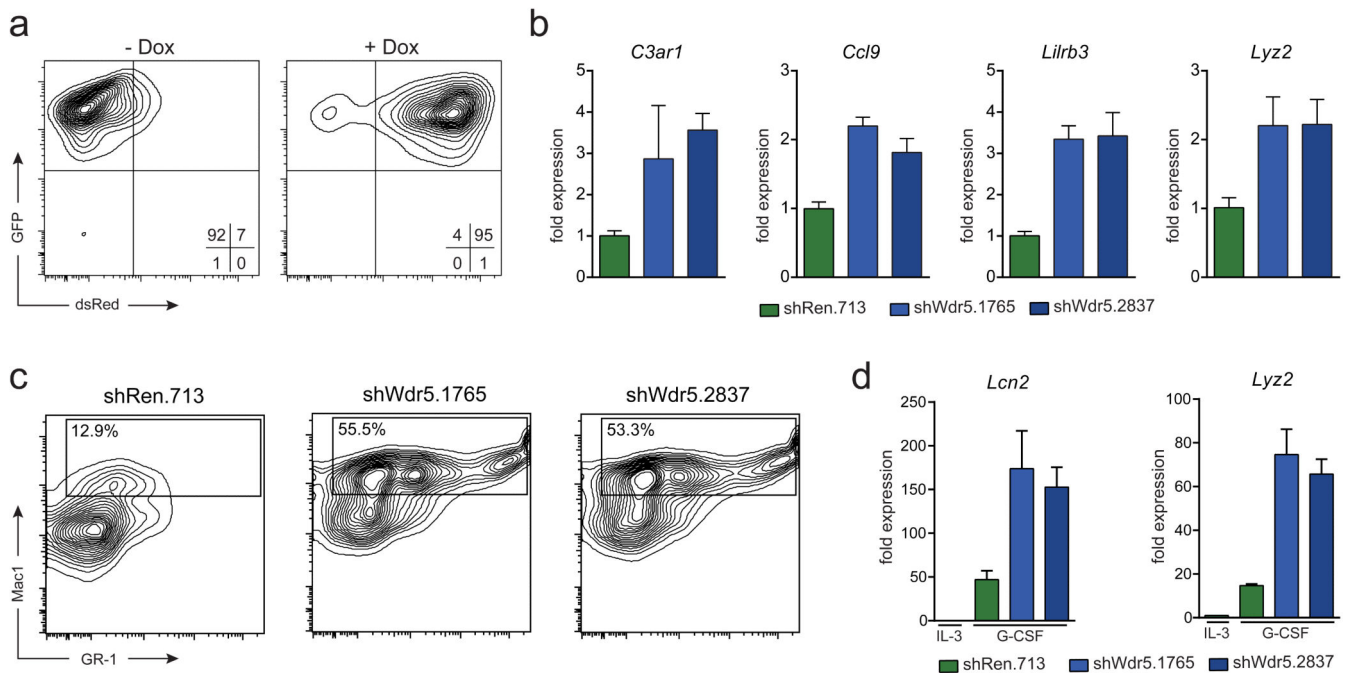 a
- Dox
+ Dox
GFP
dsRed
92 7
1 0
4 95
0 1
b
C3ar1
Ccl9
Lilrb3
Lyz2
fold expression
5
4
3
2
1
0
fold expression
3
2
1
0
fold expression
5
4
3
2
1
0
fold expression
3
2
1
0
shRen.713 shWdr5.1765 shWdr5.2837
c
shRen.713
shWdr5.1765
shWdr5.2837
12.9%
55.5%
53.3%
Mac1
GR-1
d
Lcn2
Lyz2
fold expression
250
200
150
100
50
0
IL-3
G-CSF
fold expression
100
80
60
40
20
0
IL-3
G-CSF
shRen.713 shWdr5.1765 shWdr5.2837